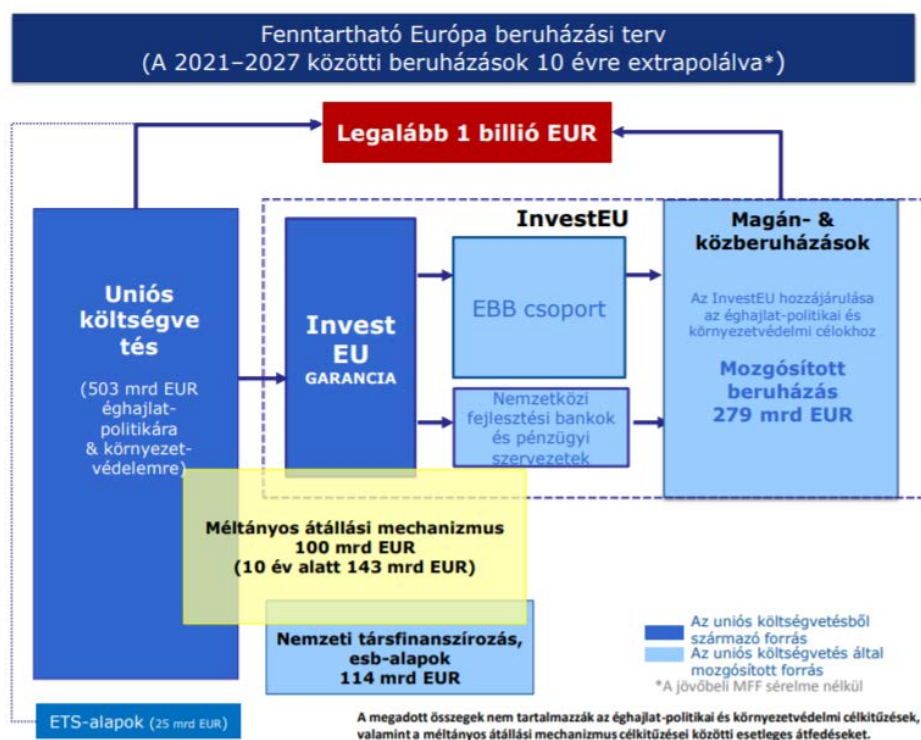 Fenntartható Európa beruházási terv
(A 2021–2027 közötti beruházások 10 évre extrapolálva*)
Legalább 1 billió EUR
Uniós
költségve
tés
(503 mrd EUR
éghajlat-
politikára
& környezet-
védelemre)
InvestEU
Invest
EU
GARANCIA
EBB csoport
Nemzetközi
fejlesztési bankok
és pénzügyi
szervezetek
Magán- &
közberuházások
Az InvestEU hozzájárulása
az éghajlat-politikai és
környezetvédelmi célokhoz
Mozgósított
beruházás
279 mrd EUR
Méltányos átállási mechanizmus
100 mrd EUR
(10 év alatt 143 mrd EUR)
Nemzeti társfinanszírozás,
esb-alapok
114 mrd EUR
Az uniós költségvetésből
származó forrás
Az uniós költségvetés által
mozgósított forrás
*A jövőbeli MFF sérelme nélkül
ETS-alapok (25 mrd EUR)
A megadott összegek nem tartalmazzák az éghajlat-politikai és környezetvédelmi célkitűzések,
valamint a méltányos átállási mechanizmus célkitűzései közötti esetleges átfedéseket.